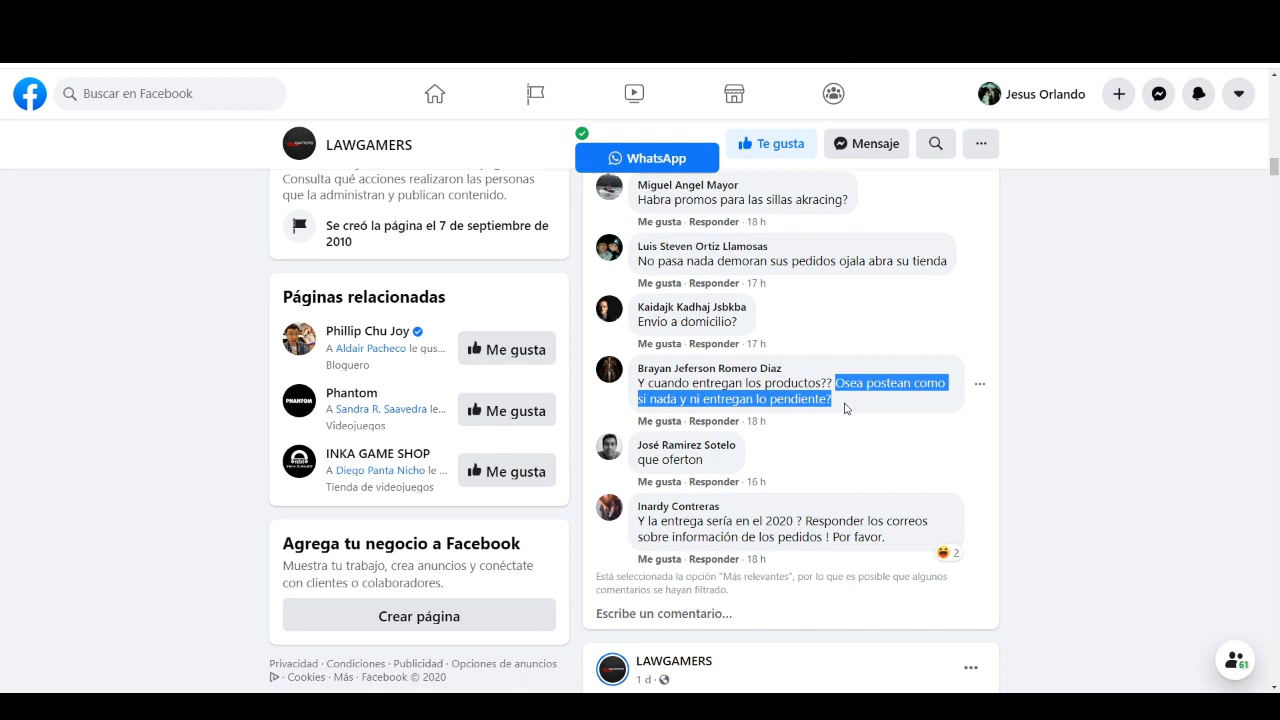 Buscar en Facebook
Jesus Orlando
LAWGAMERS
WhatsApp
Te gusta
Mensaje
Consulta qué acciones realizaron las personas
que la administran y publican contenido.
Se creó la página el 7 de septiembre de
2010
Páginas relacionadas
Phillip Chu Joy
A Aldair Pacheco le gus...
Bloguero
Me gusta
Phantom
A Sandra R. Saavedra le...
Videojuegos
Me gusta
INKA GAME SHOP
A Diego Panta Nicho le ...
Tienda de videojuegos
Me gusta
Agrega tu negocio a Facebook
Muestra tu trabajo, crea anuncios y conéctate
con clientes o colaboradores.
Crear página
Privacidad · Condiciones · Publicidad · Opciones de anuncios
· Cookies · Más · Facebook © 2020
Miguel Angel Mayor
Habra promos para las sillas akracing?
Me gusta · Responder · 18 h
Luis Steven Ortiz Llamosas
No pasa nada demoran sus pedidos ojala abra su tienda
Me gusta · Responder · 17 h
Kaidajk Kadhaj Jsbkba
Envio a domicilio?
Me gusta · Responder · 17 h
Brayan Jeferson Romero Diaz
Y cuando entregan los productos?? Osea postean como
si nada y ni entregan lo pendiente?
Me gusta · Responder · 18 h
José Ramirez Sotelo
que oferton
Me gusta · Responder · 16 h
Inardy Contreras
Y la entrega sería en el 2020 ? Responder los correos
sobre información de los pedidos ! Por favor.
2
Me gusta · Responder · 18 h
Está seleccionada la opción "Más relevantes", por lo que es posible que algunos
comentarios se hayan filtrado.
Escribe un comentario...
LAWGAMERS
1 d ·
61